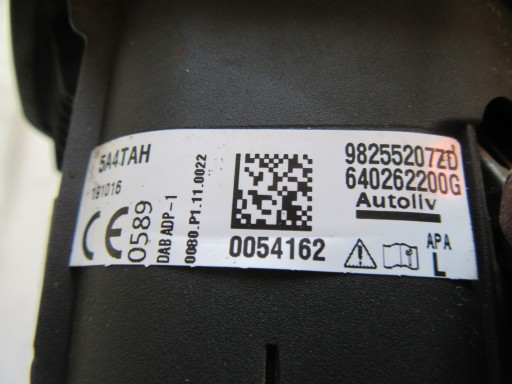 5A4TAH
181016
CE
0589
DAB ADP-1
0080.P1.11.0022
0054162
98255207ZD
640262200G
Autoliv
APA
L